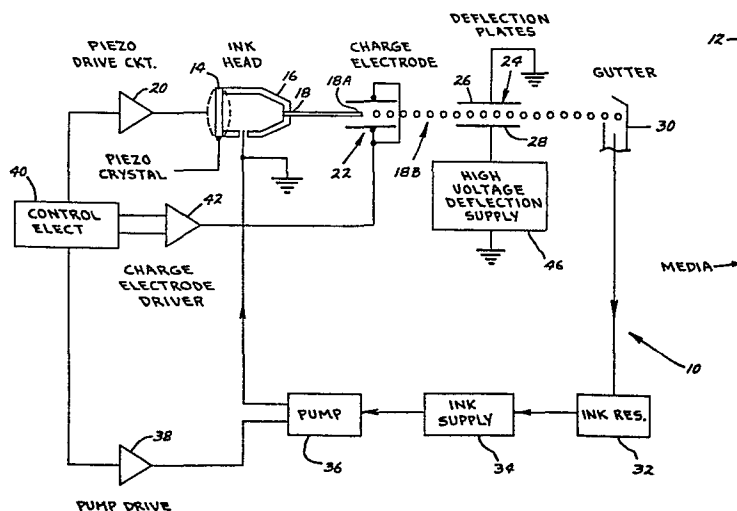 DEFLECTION
PLATES
12
PIEZO
DRIVE CKT.
INK
HEAD
CHARGE
ELECTRODE
GUTTER
14
16
18
18A
26
24
20
30
PIEZO
CRYSTAL
22
18B
28
40
42
CONTROL
ELECT
HIGH
VOLTAGE
DEFLECTION
SUPPLY
46
CHARGE
ELECTRODE
DRIVER
MEDIA
10
38
PUMP
INK
SUPPLY
INK RES.
36
34
32
PUMP DRIVE